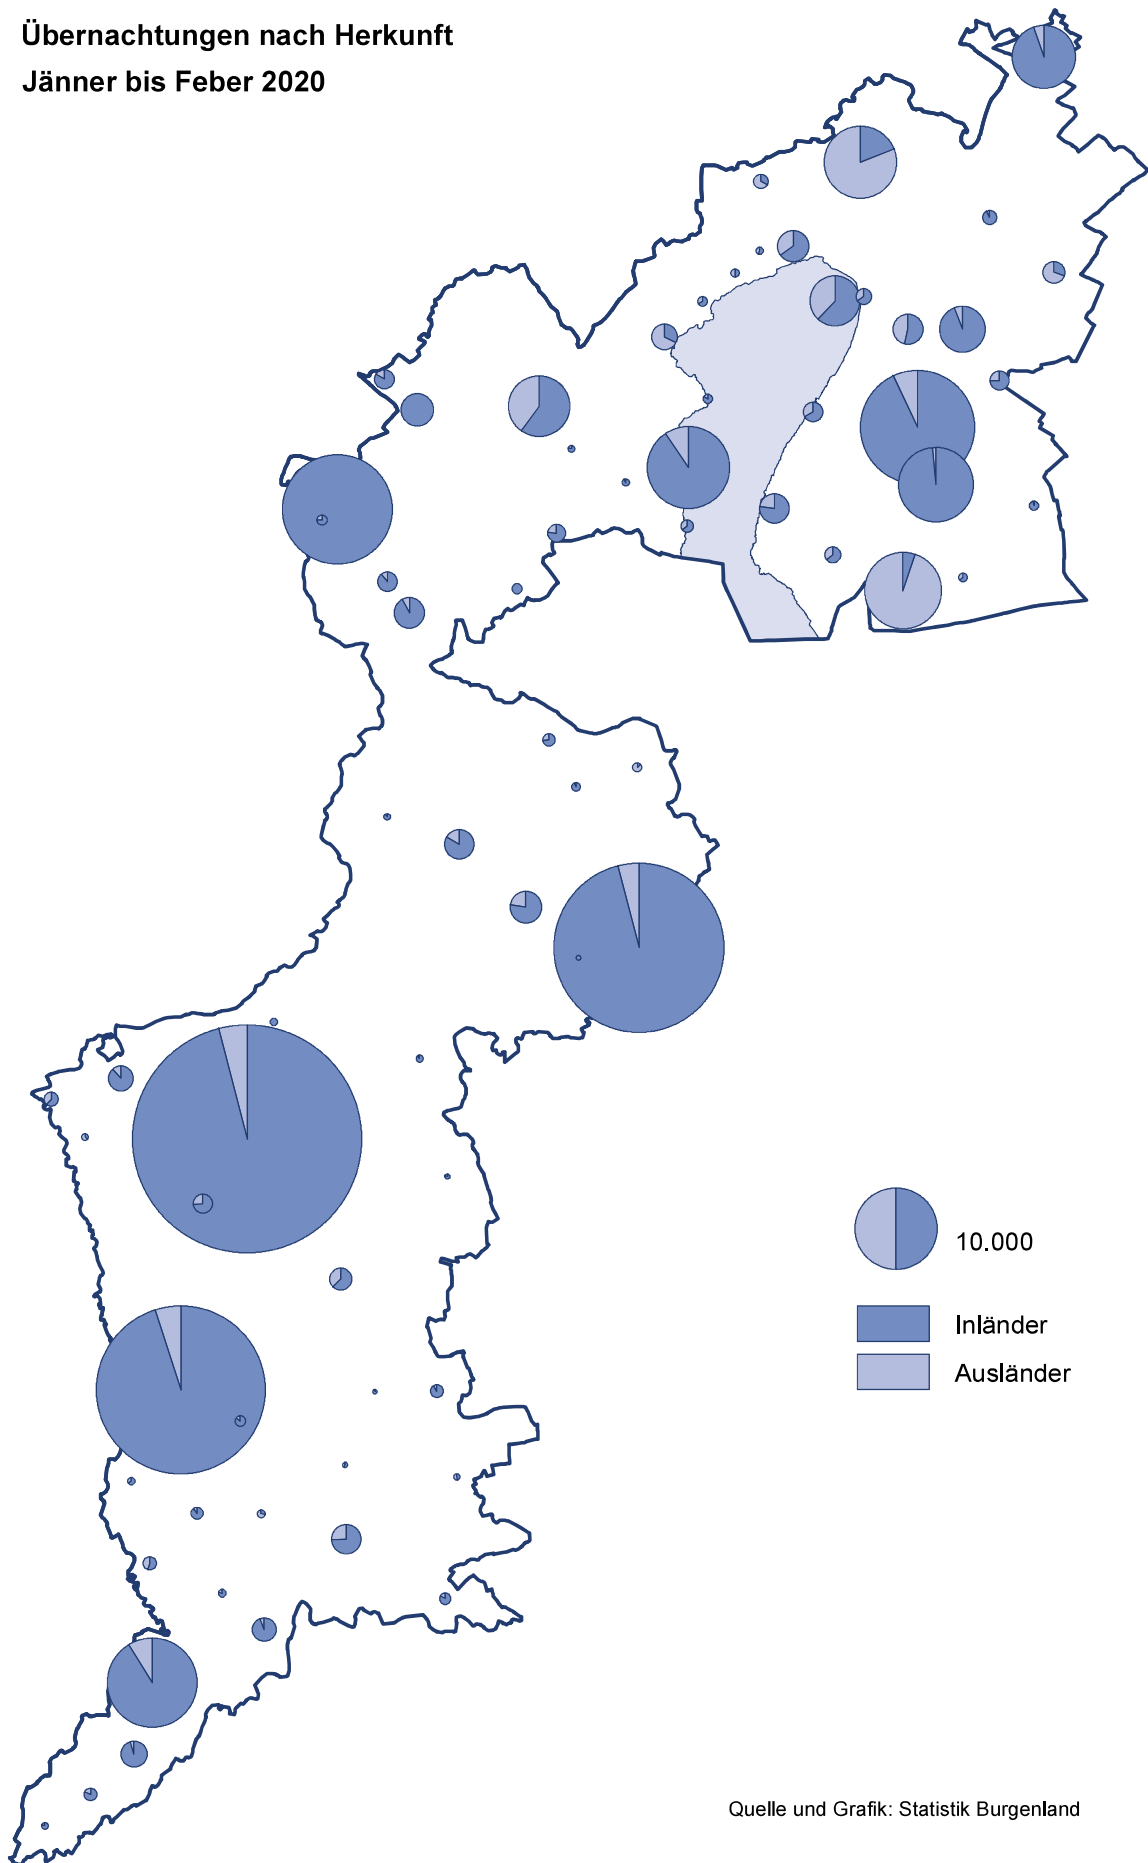 Übernachtungen nach Herkunft
Jänner bis Feber 2020
10.000
Inländer
Ausländer
Quelle und Grafik: Statistik Burgenland